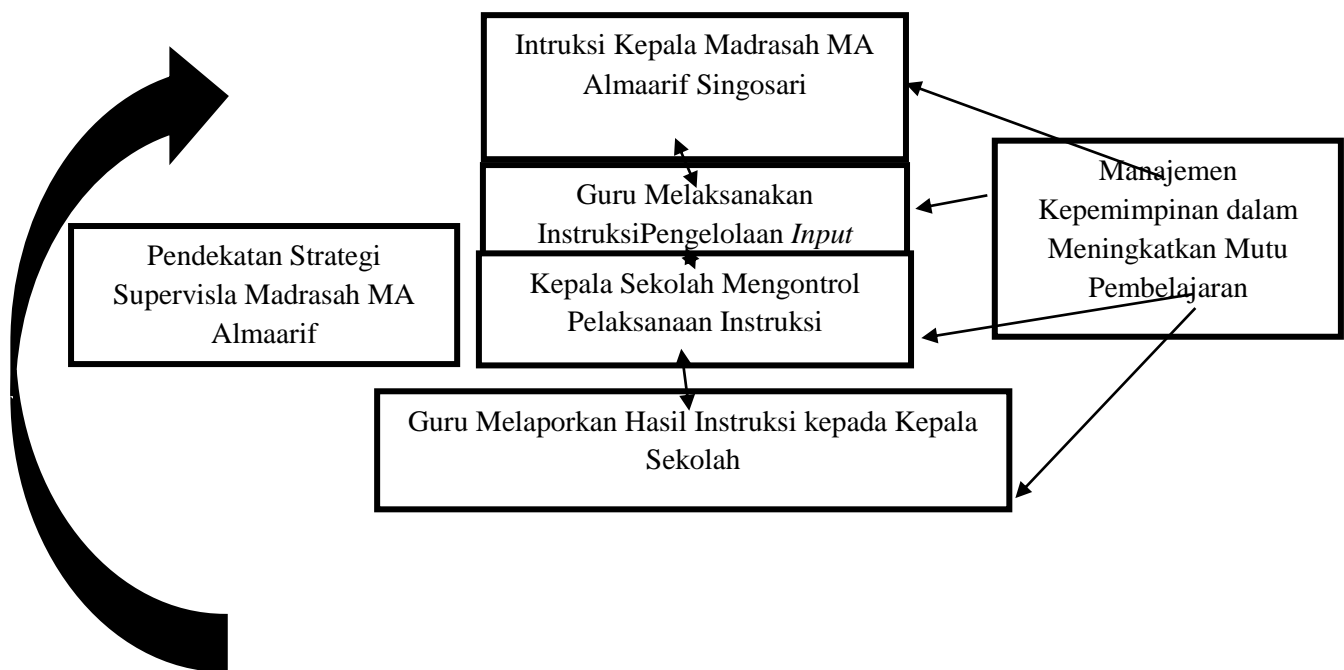 Intruksi Kepala Madrasah MA
Almaarif Singosari
Guru Melaksanakan
InstruksiPengelolaan Input
Kepala Sekolah Mengontrol
Pelaksanaan Instruksi
Guru Melaporkan Hasil Instruksi kepada Kepala
Sekolah
Pendekatan Strategi
Supervisla Madrasah MA
Almaarif
Manajemen
Kepemimpinan dalam
Meningkatkan Mutu
Pembelajaran